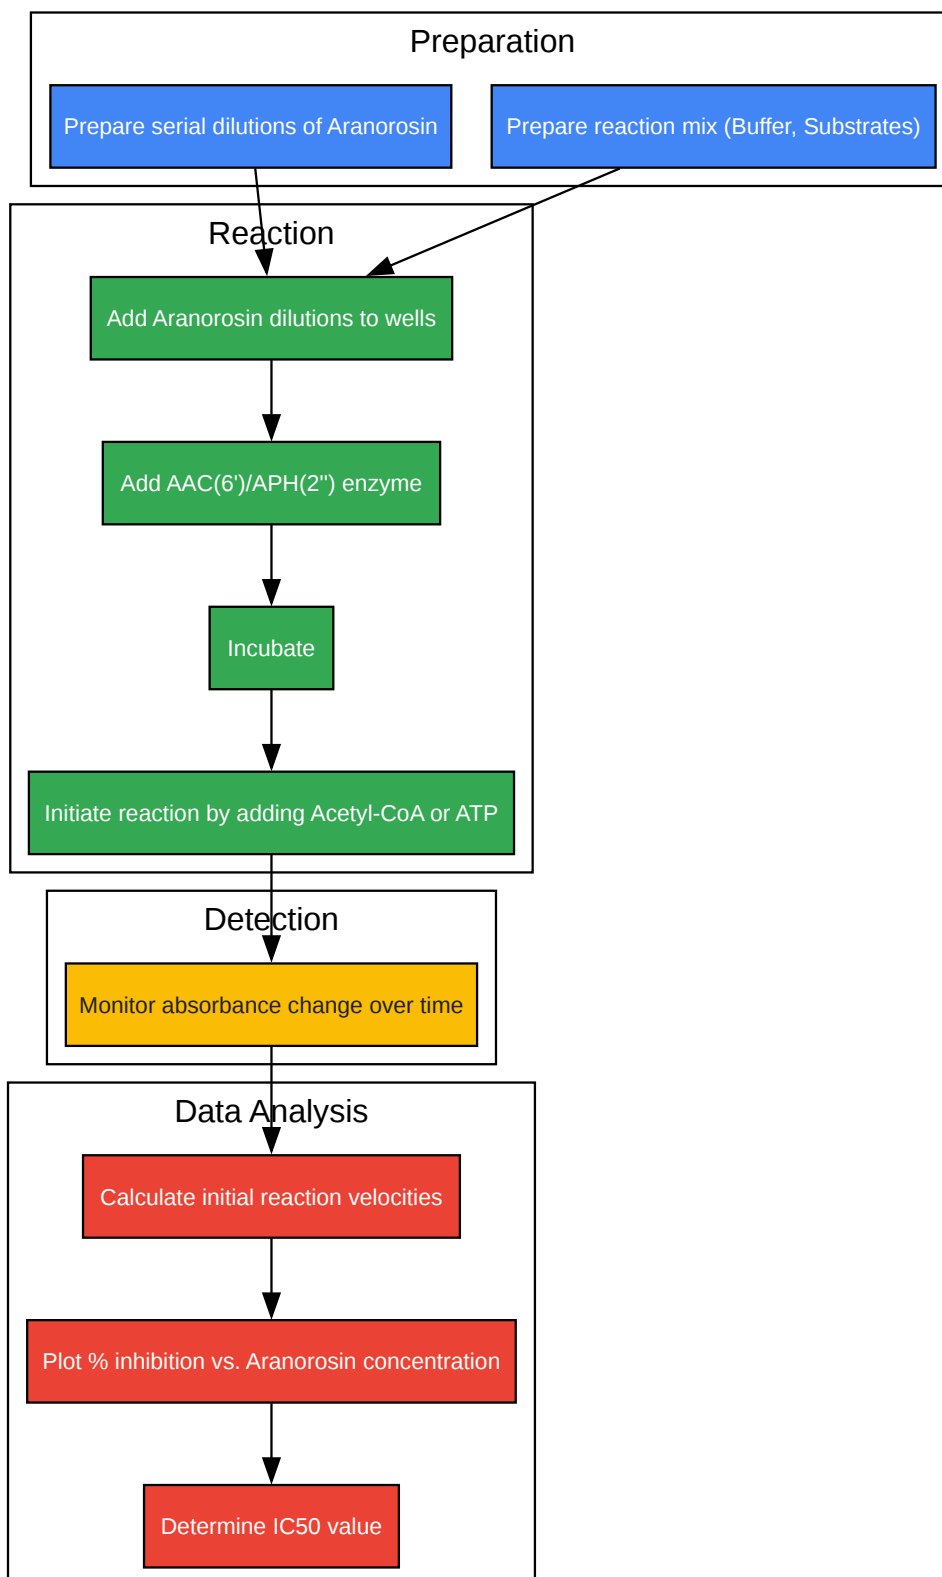 Preparation
Prepare serial dilutions of Aranorosin
Prepare reaction mix (Buffer, Substrates)
Reaction
Add Aranorosin dilutions to wells
Add AAC(6')/APH(2") enzyme
Incubate
Initiate reaction by adding Acetyl-CoA or ATP
Detection
Monitor absorbance change over time
Data Analysis
Calculate initial reaction velocities
Plot % inhibition vs. Aranorosin concentration
Determine IC50 value